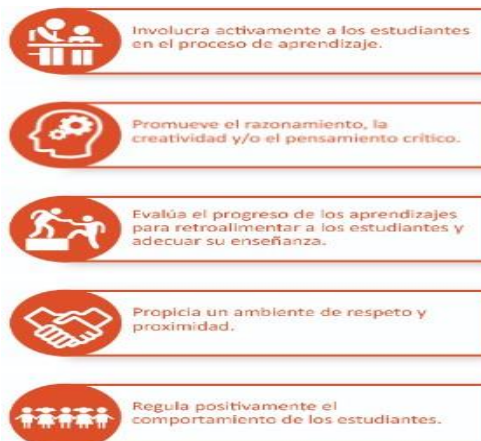 Involucra activamente a los estudiantes
en el proceso de aprendizaje.
Promueve el razonamiento, la
creatividad y/o el pensamiento crítico.
Evalúa el progreso de los aprendizajes
para retroalimentar a los estudiantes y
adecuar su enseñanza.
Propicia un ambiente de respeto y
proximidad.
Regula positivamente el
comportamiento de los estudiantes.